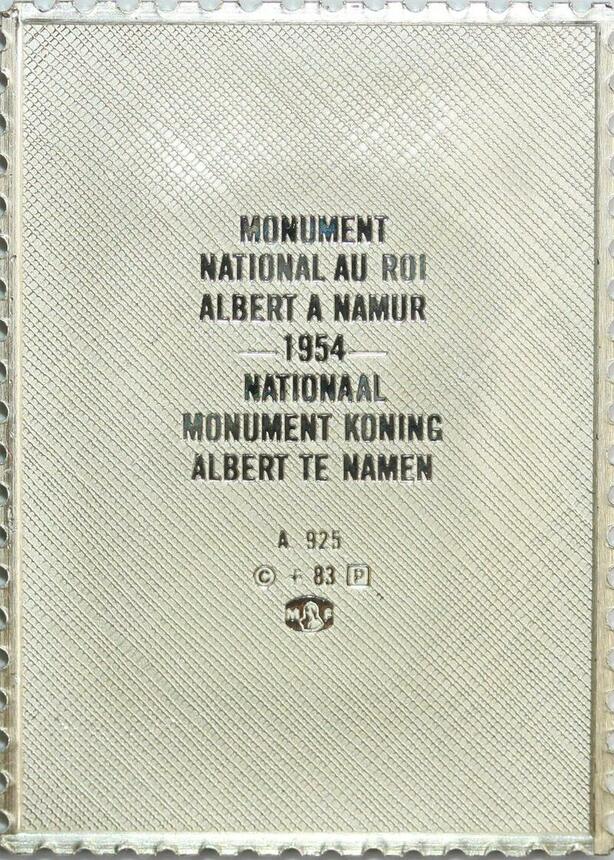 MONUMENT
NATIONAL AU ROI
ALBERT A NAMUR
— 1954 —
NATIONAAL
MONUMENT KONING
ALBERT TE NAMEN
A 925
© F 83 P
M F